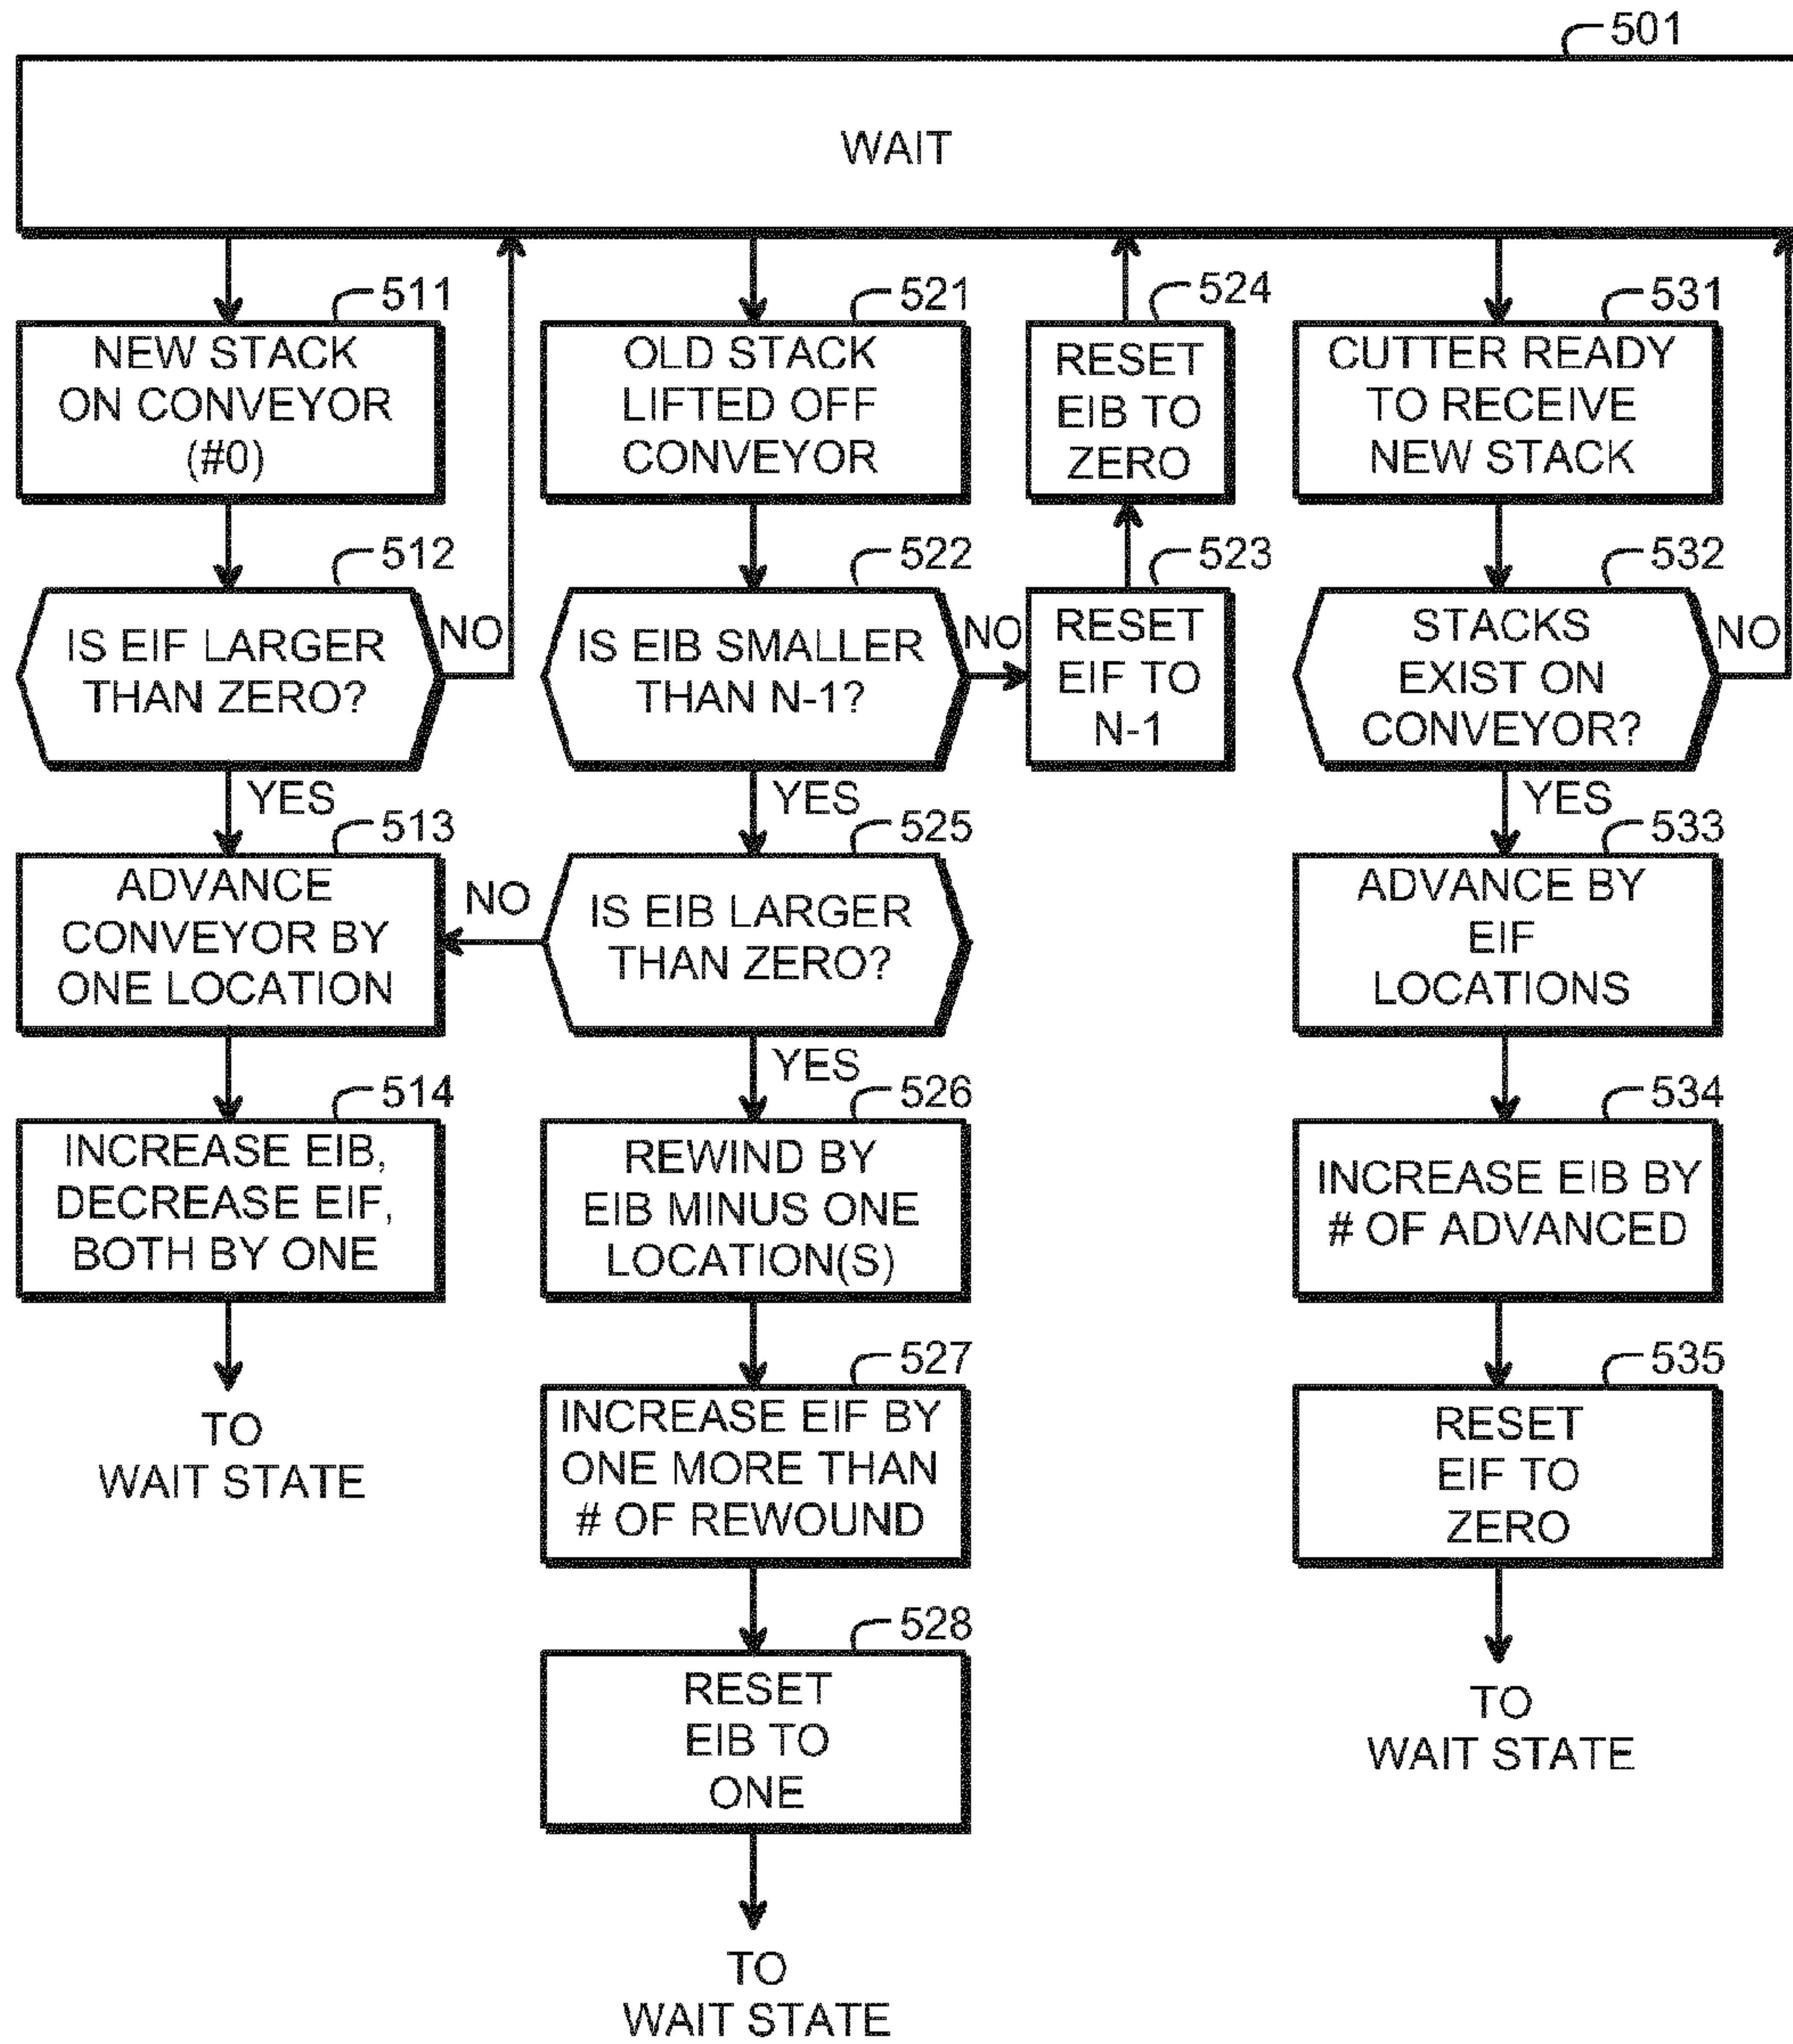 501
WAIT
511
NEW STACK
ON CONVEYOR
(#0)
512
IS EIF LARGER
THAN ZERO?
NO
YES
513
ADVANCE
CONVEYOR BY
ONE LOCATION
514
INCREASE EIB,
DECREASE EIF,
BOTH BY ONE
TO
WAIT STATE
521
OLD STACK
LIFTED OFF
CONVEYOR
522
IS EIB SMALLER
THAN N-1?
NO
YES
523
RESET
EIF TO
N-1
524
RESET
EIB TO
ZERO
525
IS EIB LARGER
THAN ZERO?
NO
YES
526
REWIND BY
EIB MINUS ONE
LOCATION(S)
527
INCREASE EIF BY
ONE MORE THAN
# OF REWOUND
528
RESET
EIB TO
ONE
TO
WAIT STATE
531
CUTTER READY
TO RECEIVE
NEW STACK
532
STACKS
EXIST ON
CONVEYOR?
NO
YES
533
ADVANCE BY
EIF
LOCATIONS
534
INCREASE EIB BY
# OF ADVANCED
535
RESET
EIF TO
ZERO
TO
WAIT STATE